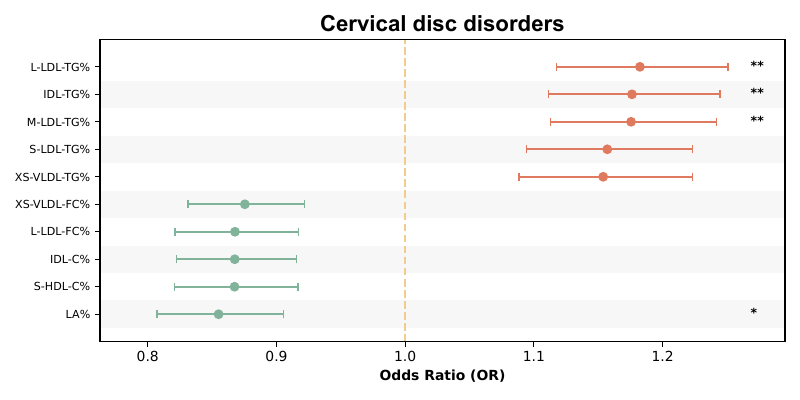 Cervical disc disorders
L-LDL-TG% **
IDL-TG% **
M-LDL-TG% **
S-LDL-TG%
XS-VLDL-TG%
XS-VLDL-FC%
L-LDL-FC%
IDL-C%
S-HDL-C%
LA% *
0.8 0.9 1.0 1.1 1.2
Odds Ratio (OR)